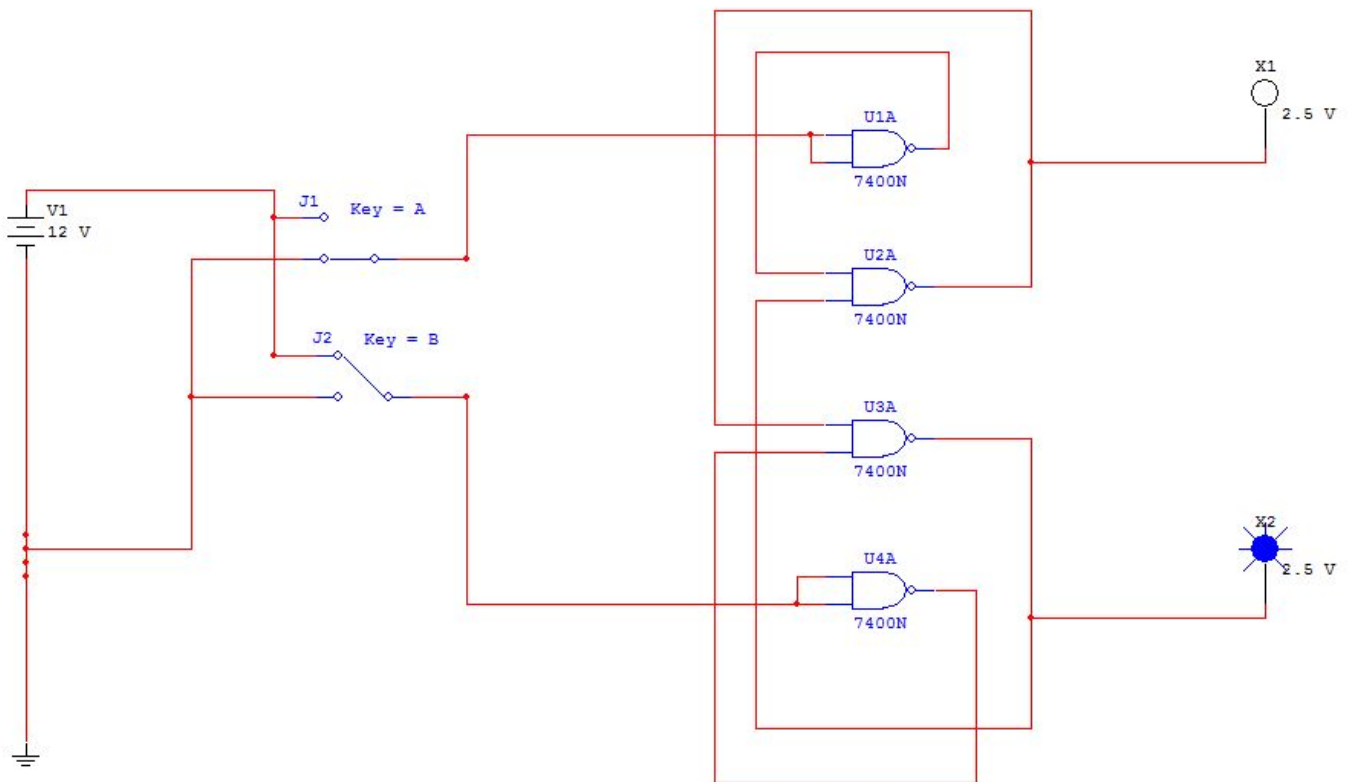 X1
2.5 V
U1A
7400N
V1
12 V
J1
Key = A
U2A
7400N
J2
Key = B
U3A
7400N
X2
2.5 V
U4A
7400N